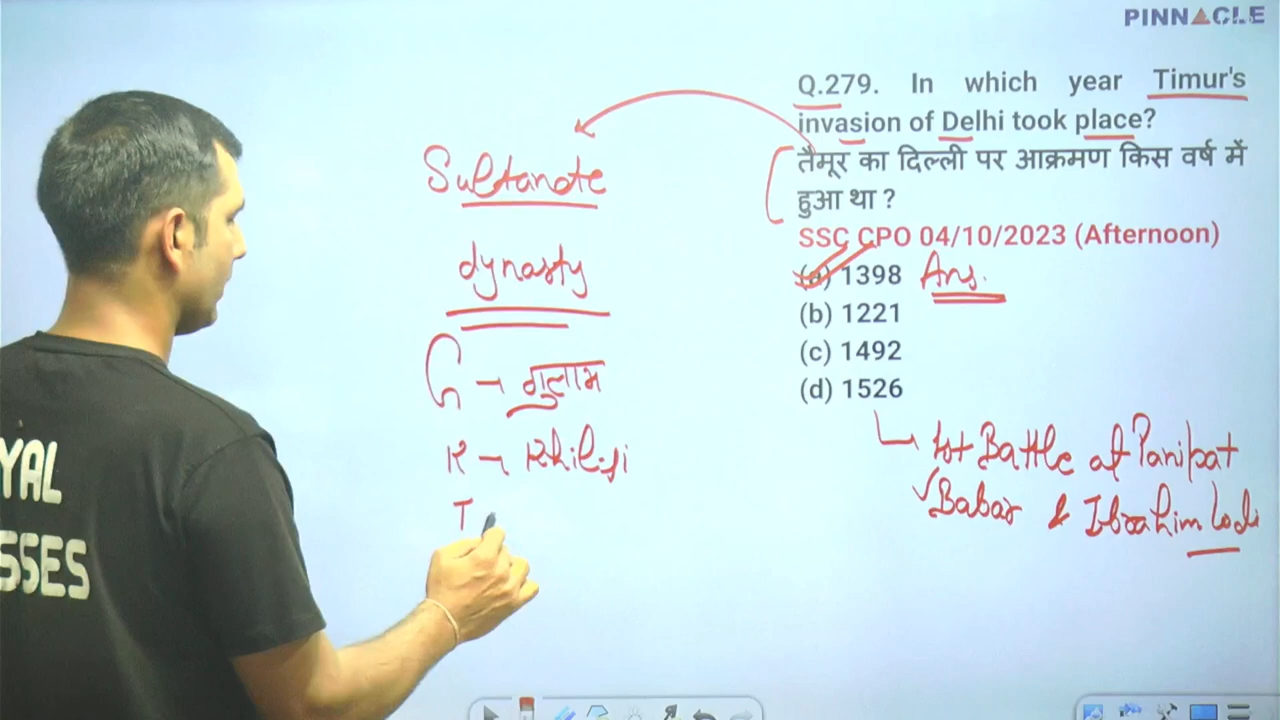 PINNACLE
Q.279. In which year Timur's
invasion of Delhi took place?
तैमूर का दिल्ली पर आक्रमण किस वर्ष में
हुआ था ?
SSC CPO 04/10/2023 (Afternoon)
(a) 1398 Ans.
(b) 1221
(c) 1492
(d) 1526
1st Battle of Panipat
Babar & Ibrahim Lodi
Sultanate
dynasty
G → गुलाम
K → Khilji
T
YAL
SSES